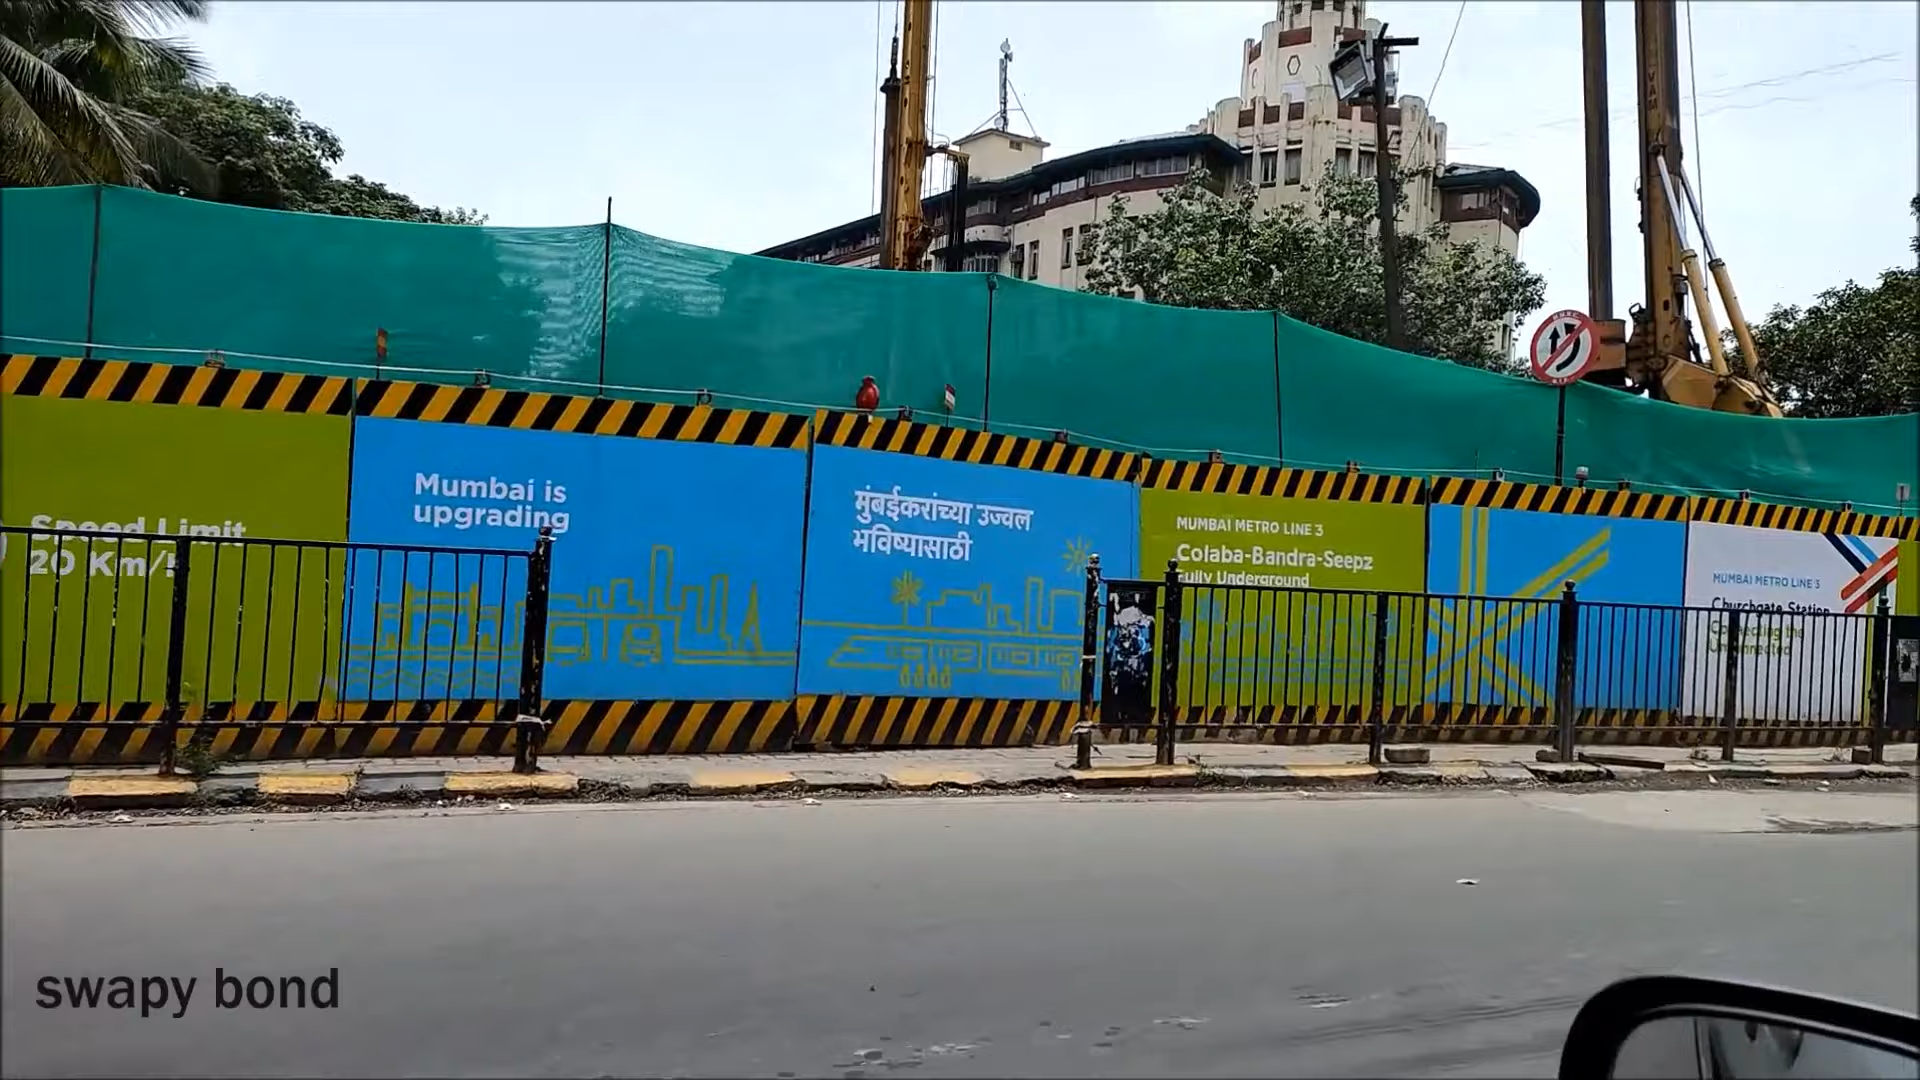 Speed Limit
20 Km/
Mumbai is
upgrading
मुंबईकरांच्या उज्वल
भविष्यासाठी
MUMBAI METRO LINE 3
Colaba-Bandra-Seepz
Fully Underground
MUMBAI METRO LINE 3
Churchgate Station
Connecting the
Unconnected
swapy bond